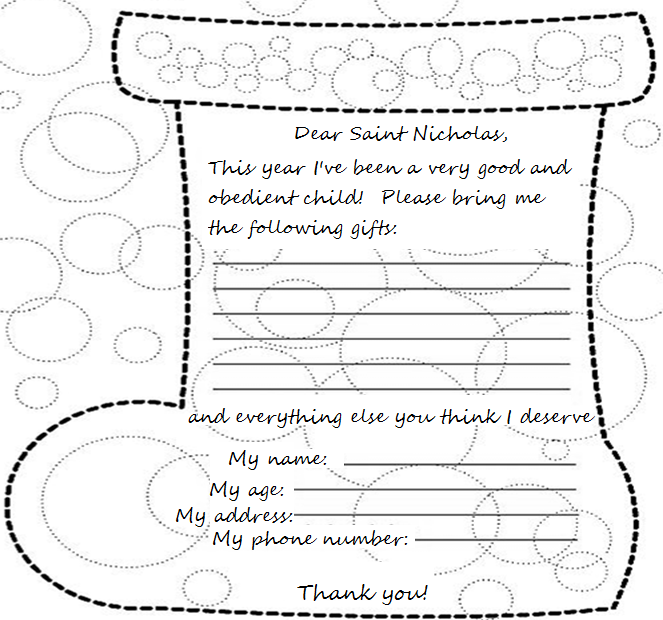 Dear Saint Nicholas,
This year I've been a very good and
obedient child!  Please bring me
the following gifts:
and everything else you think I deserve
My name:
My age:
My address:
My phone number:
Thank you!